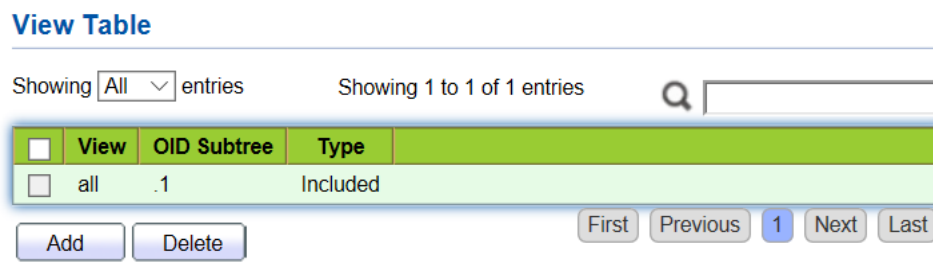 View Table
Showing All entries Showing 1 to 1 of 1 entries
View OID Subtree Type
all .1 Included
Add Delete First Previous 1 Next Last